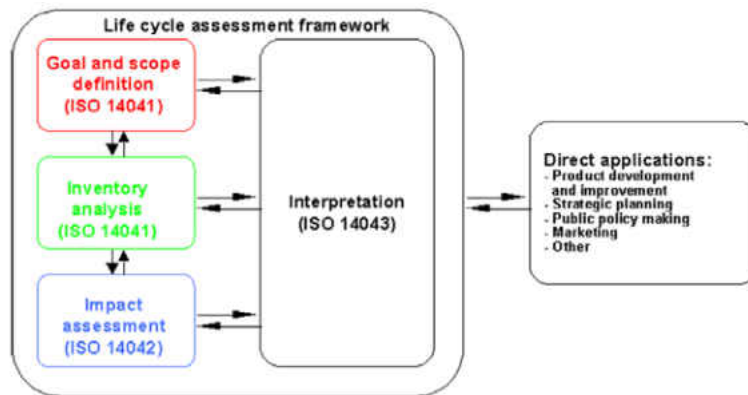 Life cycle assessment framework
Goal and scope
definition
(ISO 14041)
Inventory
analysis
(ISO 14041)
Impact
assessment
(ISO 14042)
Interpretation
(ISO 14043)
Direct applications:
- Product development
and improvement
- Strategic planning
- Public policy making
- Marketing
- Other